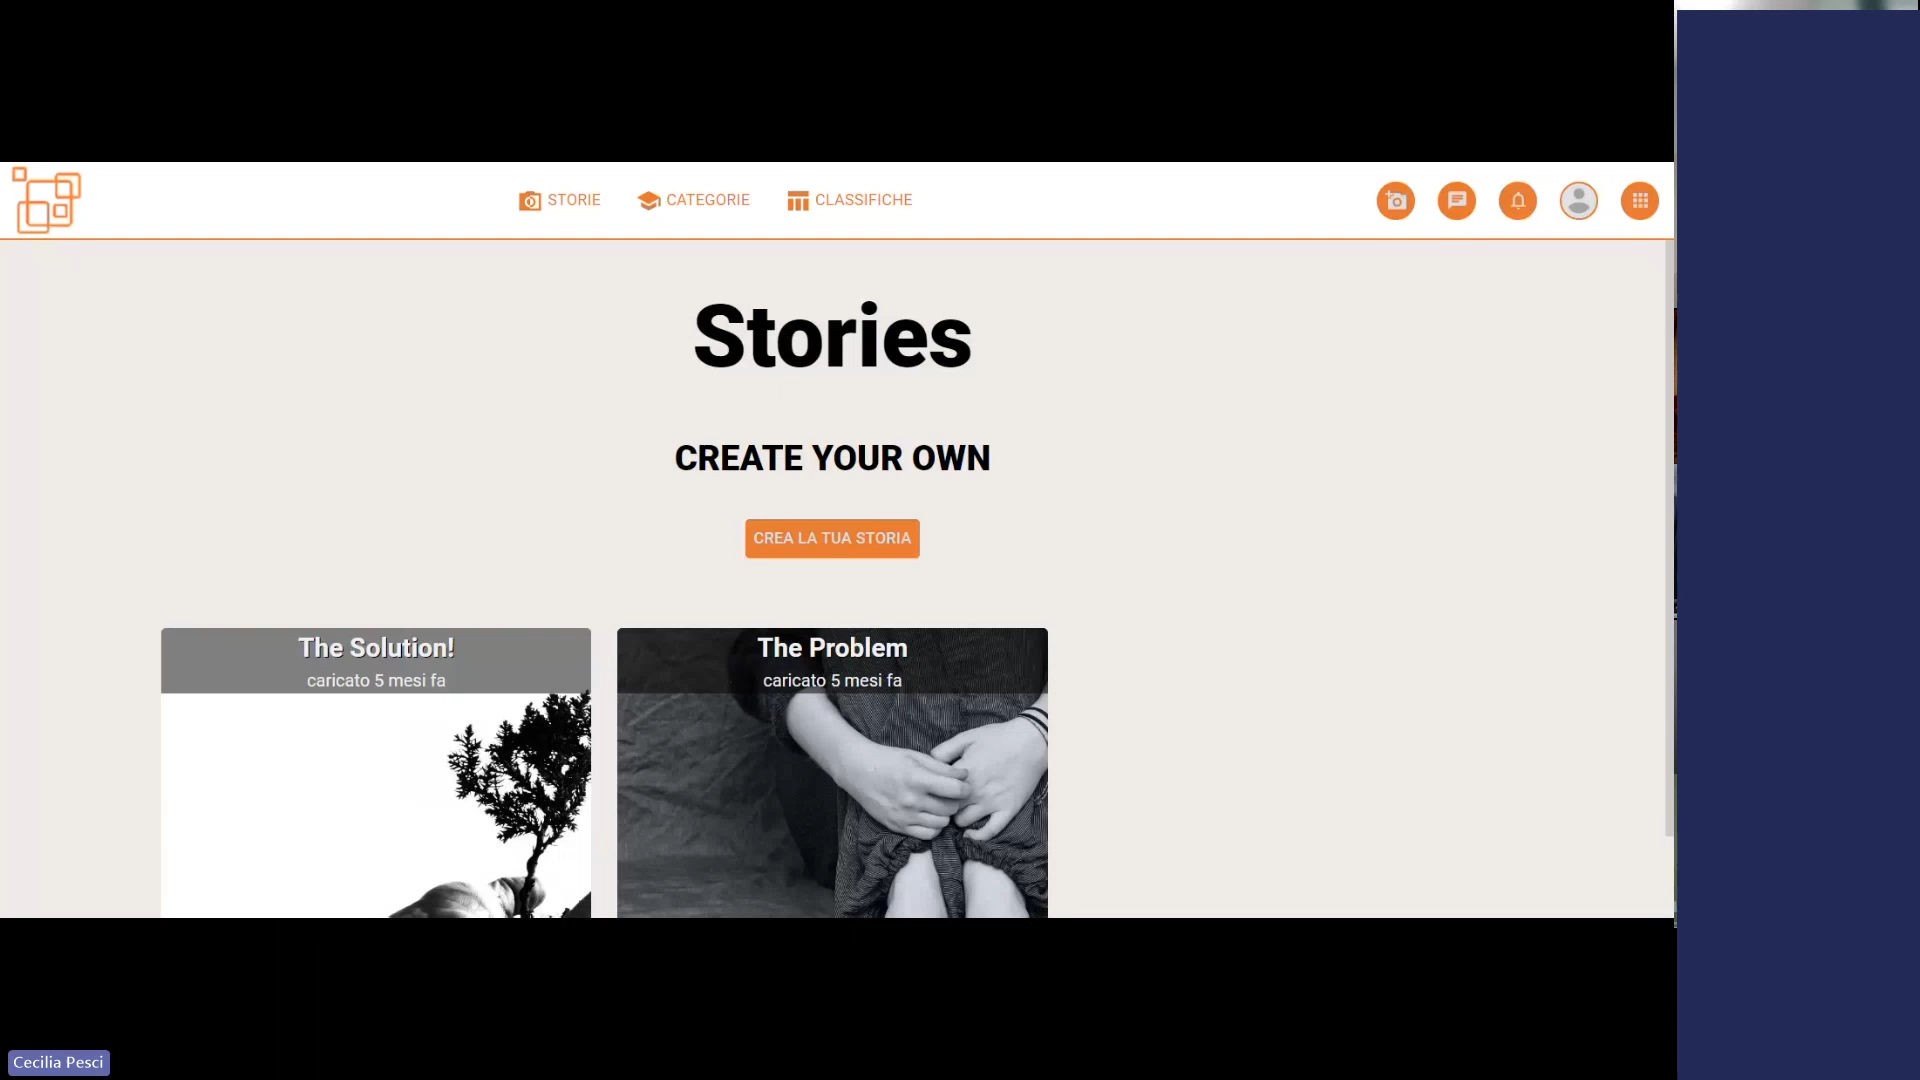 STORIE CATEGORIE CLASSIFICHE
Stories
CREATE YOUR OWN
CREA LA TUA STORIA
The Solution!
caricato 5 mesi fa
The Problem
caricato 5 mesi fa
Cecilia Pesci